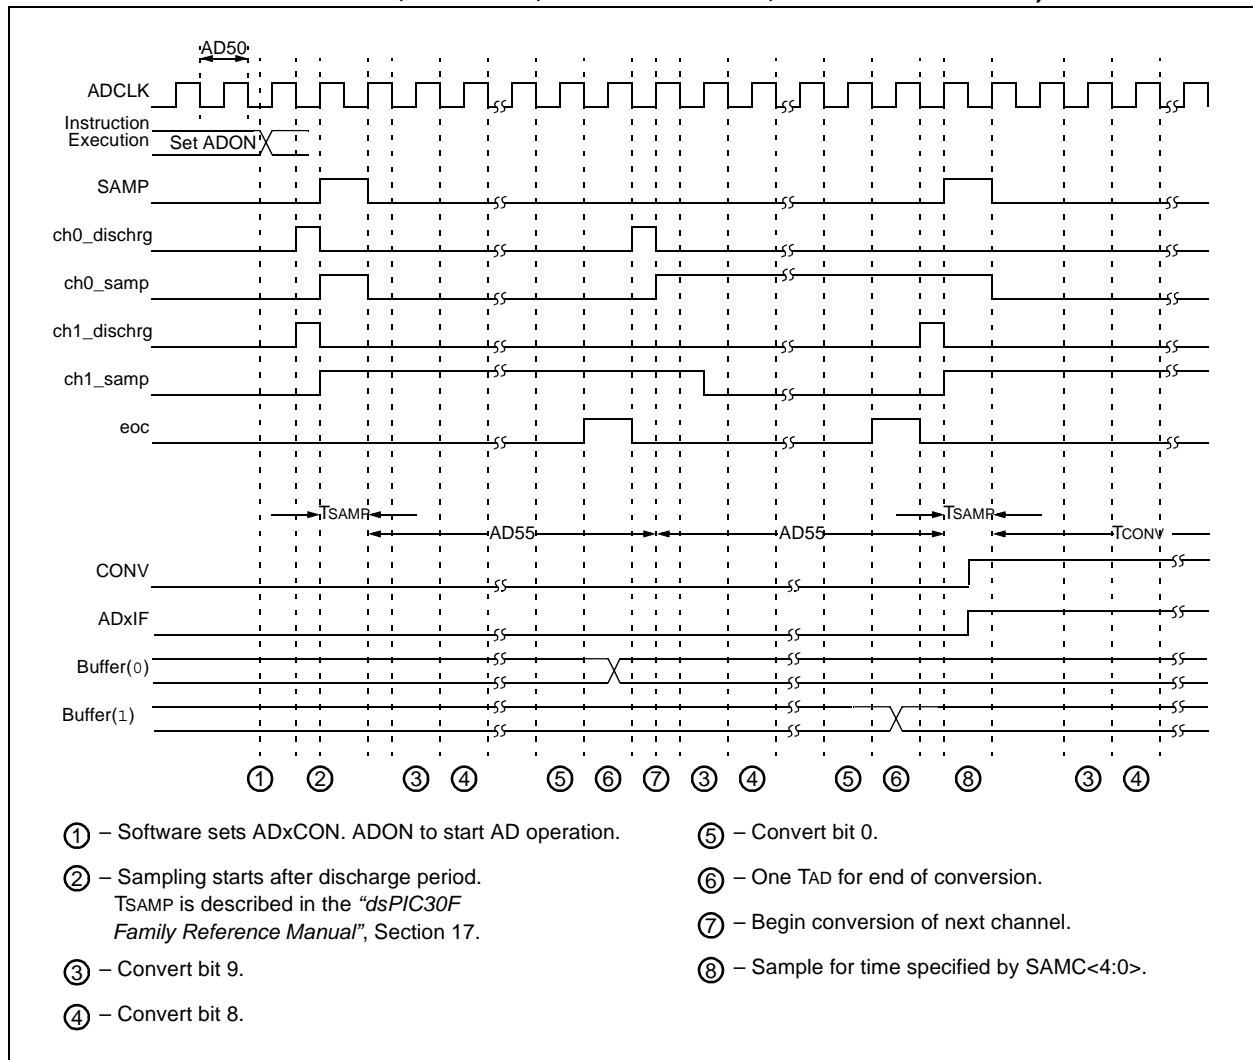 AD50
ADCLK
Instruction
Execution Set ADON
SAMP
ch0_dischrg
ch0_samp
ch1_dischrg
ch1_samp
eoc
TSAMP TSAMP
AD55 AD55 TCONV
CONV
ADxIF
Buffer(0)
Buffer(1)
1 2 3 4 5 6 7 3 4 5 6 8 3 4
1 – Software sets ADxCON. ADON to start AD operation.
2 – Sampling starts after discharge period.
TSAMP is described in the “dsPIC30F
Family Reference Manual”, Section 17.
3 – Convert bit 9.
4 – Convert bit 8.
5 – Convert bit 0.
6 – One TAD for end of conversion.
7 – Begin conversion of next channel.
8 – Sample for time specified by SAMC<4:0>.